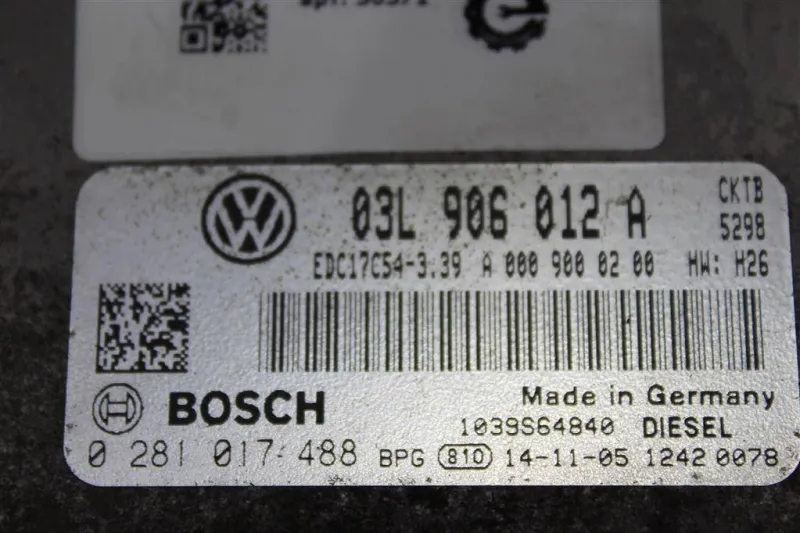 03L 906 012 A
CKTB
5298
EDC17C54-3.39 A 000 900 02 00 HW: H26
BOSCH
Made in Germany
1039S64840 DIESEL
0 281 017 488 BPG 810 14-11-05 1242 0078